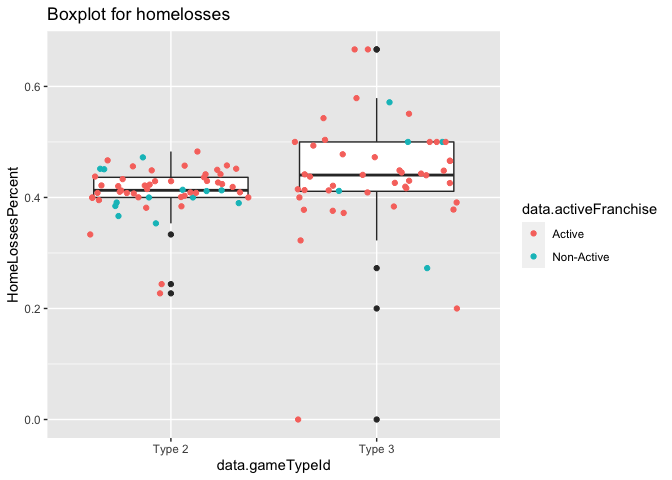 Boxplot for homelosses
HomeLossesPercent
0.6
0.4
0.2
0.0
Type 2
Type 3
data.gameTypeId
data.activeFranchise
Active
Non-Active